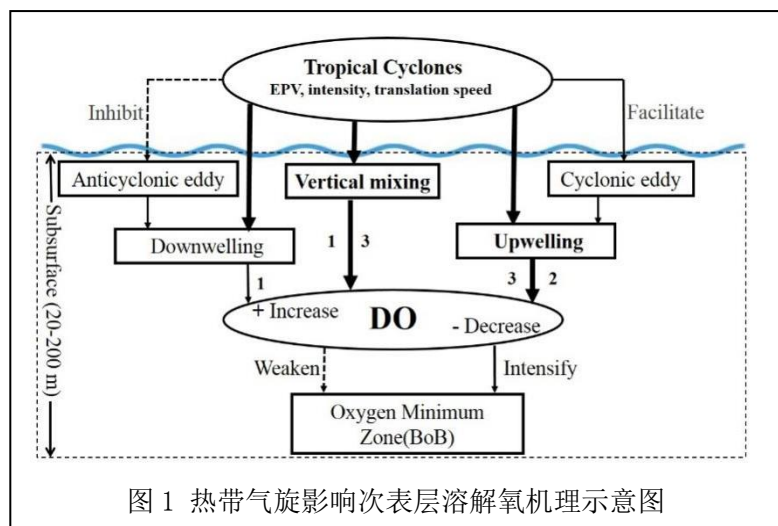 Tropical Cyclones
EPV, intensity, translation speed
Inhibit
Facilitate
Anticyclonic eddy
Vertical mixing
Cyclonic eddy
Subsurface (20-200 m)
Downwelling
1 3
Upwelling
1
3 2
+ Increase
DO
- Decrease
Weaken
Intensify
Oxygen Minimum
Zone(BoB)
图 1 热带气旋影响次表层溶解氧机理示意图